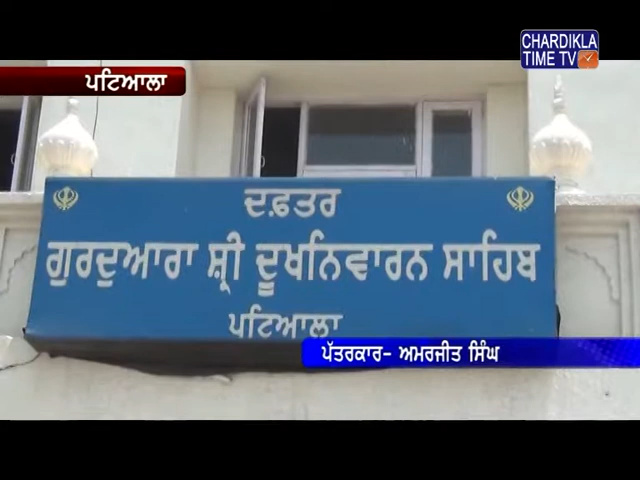 CHARDIKLA
TIME TV
ਪਟਿਆਲਾ
ਦਫ਼ਤਰ
ਗੁਰਦੁਆਰਾ ਸ਼੍ਰੀ ਦੂਖਨਿਵਾਰਨ ਸਾਹਿਬ
ਪਟਿਆਲਾ
ਪੱਤਰਕਾਰ- ਅਮਰਜੀਤ ਸਿੰਘ